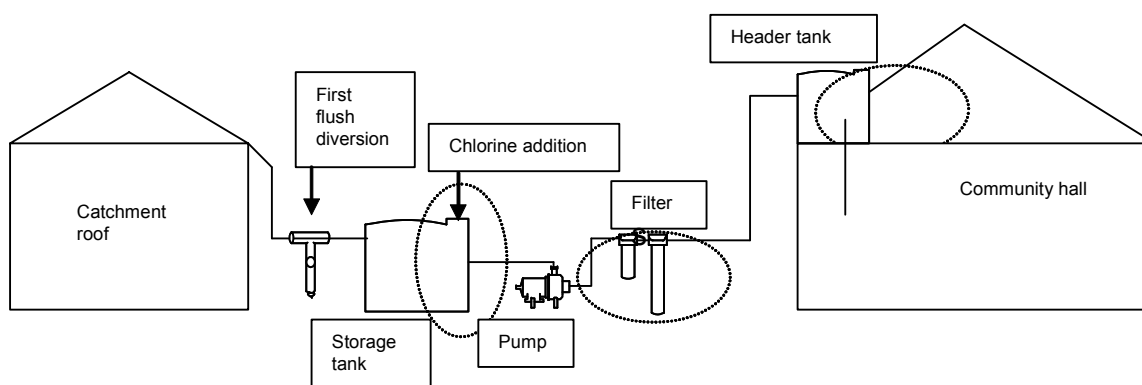 Header tank
First
flush
diversion
Chlorine addition
Filter
Catchment
roof
Community hall
Storage
tank
Pump